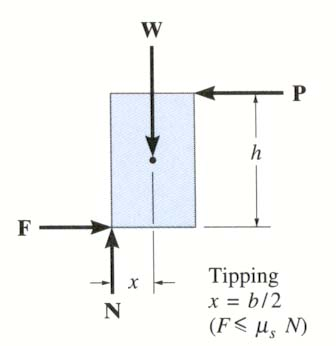 W
P
h
F
x
N
Tipping
x = b/2
(F ≤ μs N)